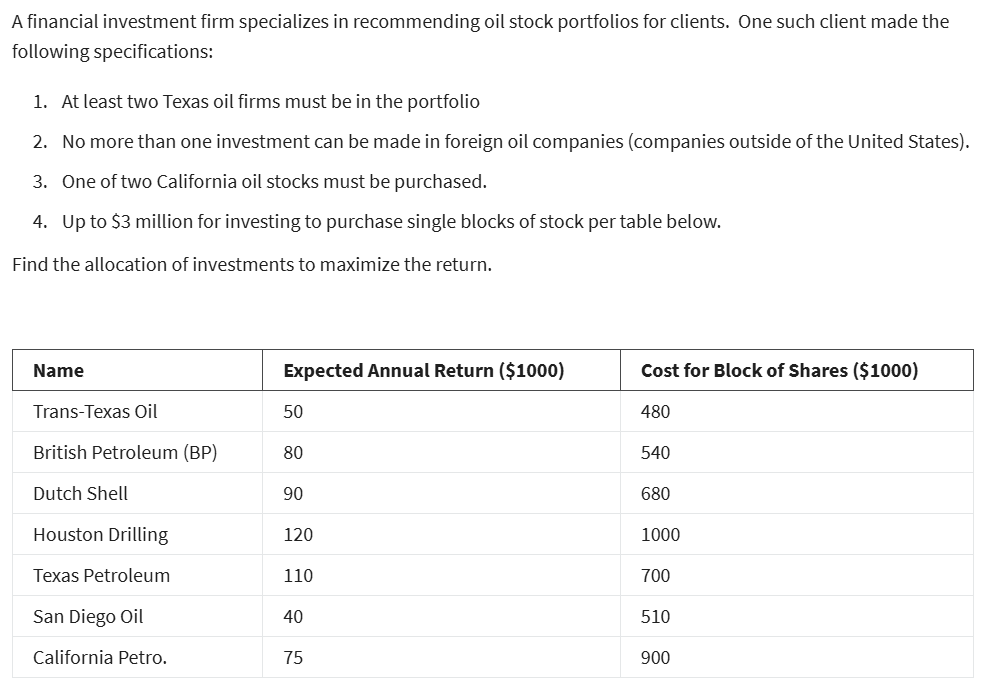 A financial investment firm specializes in recommending oil stock portfolios for clients.  One such client made the
following specifications:
1. At least two Texas oil firms must be in the portfolio
2. No more than one investment can be made in foreign oil companies (companies outside of the United States).
3. One of two California oil stocks must be purchased.
4. Up to $3 million for investing to purchase single blocks of stock per table below.
Find the allocation of investments to maximize the return.
Name Expected Annual Return ($1000) Cost for Block of Shares ($1000)
Trans-Texas Oil 50 480
British Petroleum (BP) 80 540
Dutch Shell 90 680
Houston Drilling 120 1000
Texas Petroleum 110 700
San Diego Oil 40 510
California Petro. 75 900